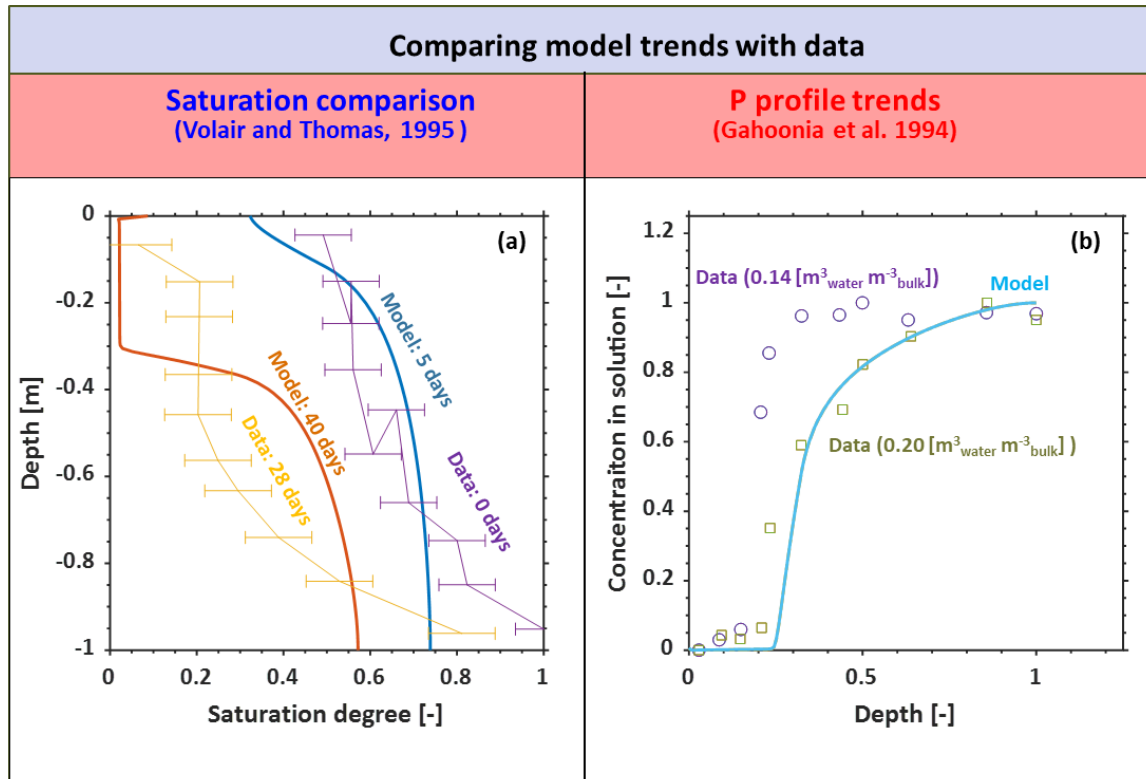 Comparing model trends with data
Saturation comparison
(Volair and Thomas, 1995 )
P profile trends
(Gahoonia et al. 1994)
(a)
0
-0.2
-0.4
-0.6
-0.8
-1
Depth [m]
0
0.2
0.4
0.6
0.8
1
Saturation degree [-]
Model: 5 days
Model: 40 days
Data: 28 days
Data: 0 days
(b)
1.2
1
0.8
0.6
0.4
0.2
0
Concentraiton in solution [-]
Data (0.14 [m³water m⁻³bulk])
Model
Data (0.20 [m³water m⁻³bulk] )
0
0.5
1
Depth [-]